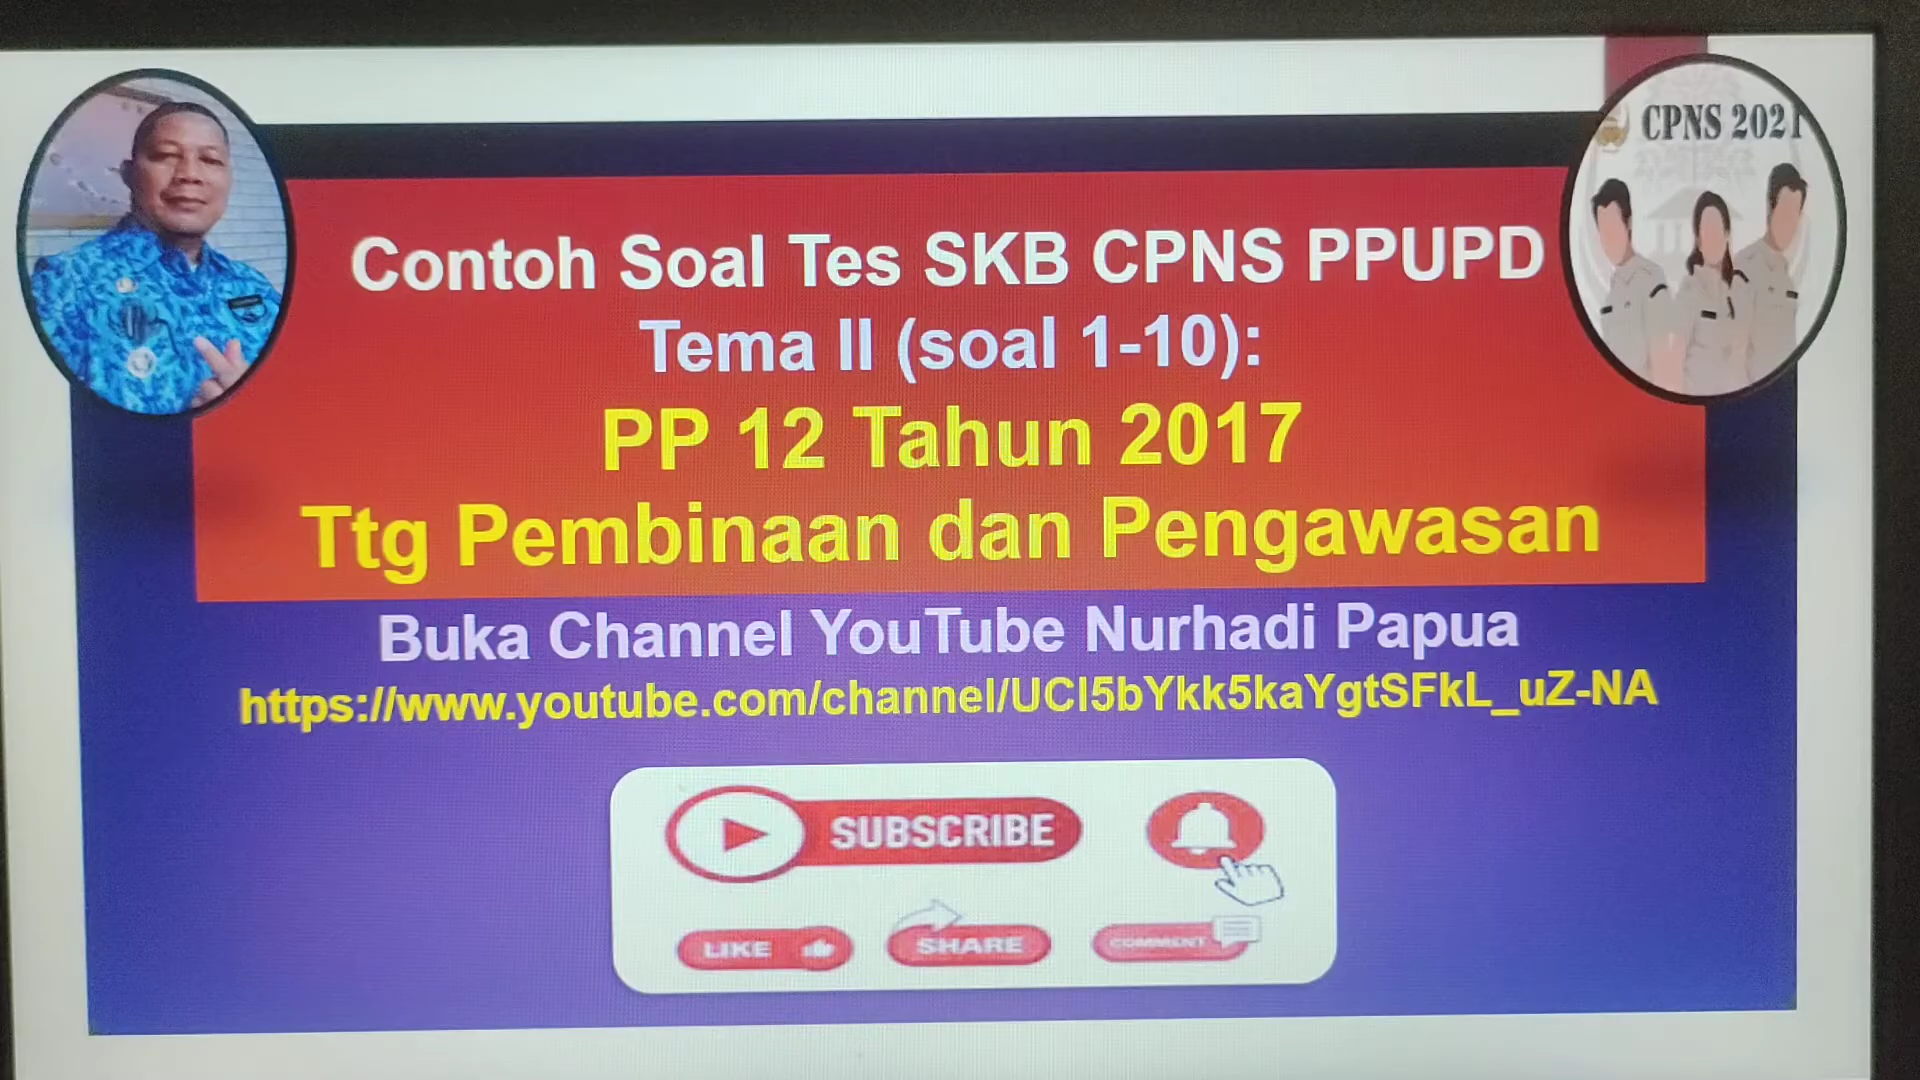 CPNS 2021
Contoh Soal Tes SKB CPNS PPUPD
Tema II (soal 1-10):
PP 12 Tahun 2017
Ttg Pembinaan dan Pengawasan
Buka Channel YouTube Nurhadi Papua
https://www.youtube.com/channel/UCI5bYkk5kaYgtSFkL_uZ-NA
SUBSCRIBE
LIKE SHARE COMMENT